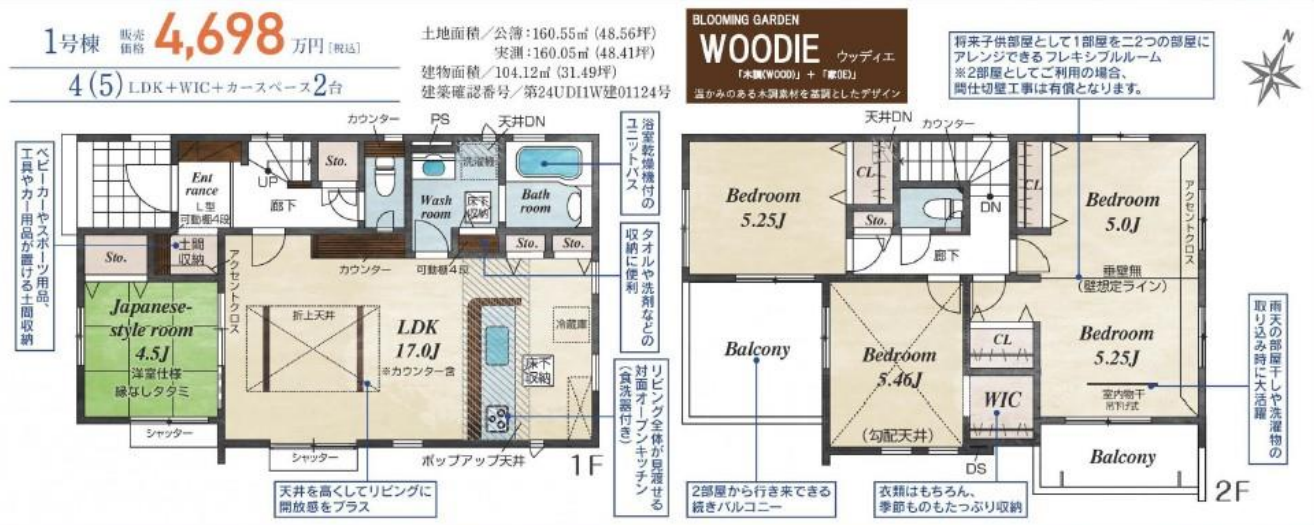 1号棟 販売価格 4,698万円[税込]
4(5)LDK+WIC+カースペース2台
土地面積/公簿:160.55㎡(48.56坪)
実測:160.05㎡(48.41坪)
建物面積/104.12㎡(31.49坪)
建築確認番号/第24UDI1W建01124号
BLOOMING GARDEN
WOODIE ウッディエ
「木調(WOOD)」+「家(IE)」
温かみのある木調素材を基調としたデザイン
将来子供部屋として1部屋を二2つの部屋に
アレンジできるフレキシブルルーム
※2部屋としてご利用の場合、
間仕切壁工事は有償となります。
N
ベビーカーやスポーツ用品、
工具やカー用品が置ける土間収納
Ent
rance
L型
可動棚4段
UP
廊下
Sto.
カウンター
PS
天井DN
洗濯機
Wash
room
床下
収納
Bath
room
浴室乾燥機付の
ユニットバス
Sto.
土間
収納
アクセントクロス
カウンター
可動棚4段
Sto.
Sto.
タオルや洗剤などの
収納に便利
Japanese-
style room
4.5J
洋室仕様
縁なしタタミ
シャッター
折上天井
LDK
17.0J
※カウンター含
冷蔵庫
床下
収納
シャッター
ポップアップ天井
1F
リビング全体が見渡せる
対面オープンキッチン
(食洗器付き)
天井を高くしてリビングに
開放感をプラス
天井DN
カウンター
Bedroom
5.25J
CL
Sto.
DN
CL
Bedroom
5.0J
アクセントクロス
廊下
垂壁無
(壁想定ライン)
Balcony
Bedroom
5.46J
(勾配天井)
CL
WIC
DS
Bedroom
5.25J
室内物干
吊下げ式
Balcony
2F
雨天の部屋干しや洗濯物の
取り込み時に大活躍
2部屋から行き来できる
続きバルコニー
衣類はもちろん、
季節ものもたっぷり収納